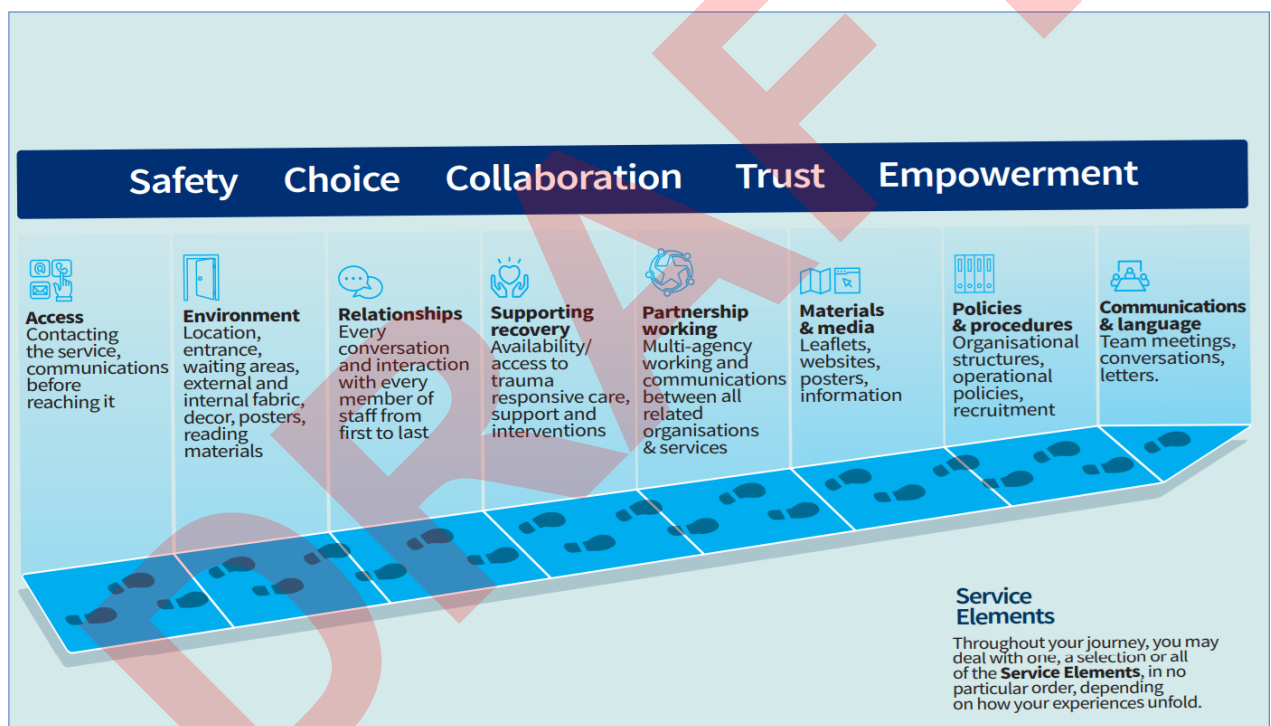 Safety Choice Collaboration Trust Empowerment
Access
Contacting
the service,
communications
before
reaching it
Environment
Location,
entrance,
waiting areas,
external and
internal fabric,
decor, posters,
reading
materials
Relationships
Every
conversation
and interaction
with every
member of
staff from
first to last
Supporting
recovery
Availability/
access to
trauma
responsive care,
support and
interventions
Partnership
working
Multi-agency
working and
communications
between all
related
organisations
& services
Materials
& media
Leaflets,
websites,
posters,
information
Policies
& procedures
Organisational
structures,
operational
policies,
recruitment
Communications
& language
Team meetings,
conversations,
letters.
Service
Elements
Throughout your journey, you may
deal with one, a selection or all
of the Service Elements, in no
particular order, depending
on how your experiences unfold.
DRAF